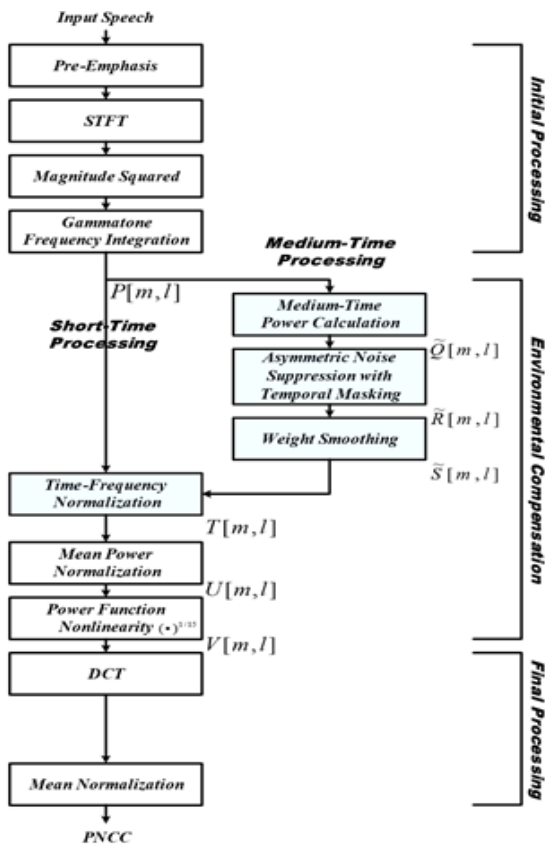 Input Speech
Pre-Emphasis
STFT
Magnitude Squared
Gammatone
Frequency Integration
Initial Processing
Medium-Time
Processing
P[m,l]
Short-Time
Processing
Medium-Time
Power Calculation
Q̃[m,l]
Asymmetric Noise
Suppression with
Temporal Masking
R̃[m,l]
Weight Smoothing
S̃[m,l]
Time-Frequency
Normalization
T[m,l]
Mean Power
Normalization
U[m,l]
Power Function
Nonlinearity (•)^1/15
V[m,l]
Environmental Compensation
DCT
Mean Normalization
Final Processing
PNCC